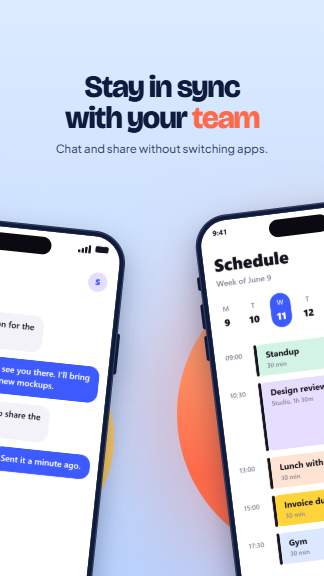 Stay in sync
with your team
Chat and share without switching apps.
S
on for the
see you there. I'll bring
new mockups.
share the
Sent it a minute ago.
9:41
Schedule
Week of June 9
M T W T
9 10 11 12
09:00
Standup
30 min
10:30
Design review
Studio. 1h 30m
13:00
Lunch with
30 min
15:00
Invoice
30 min
17:30
Gym
30 min